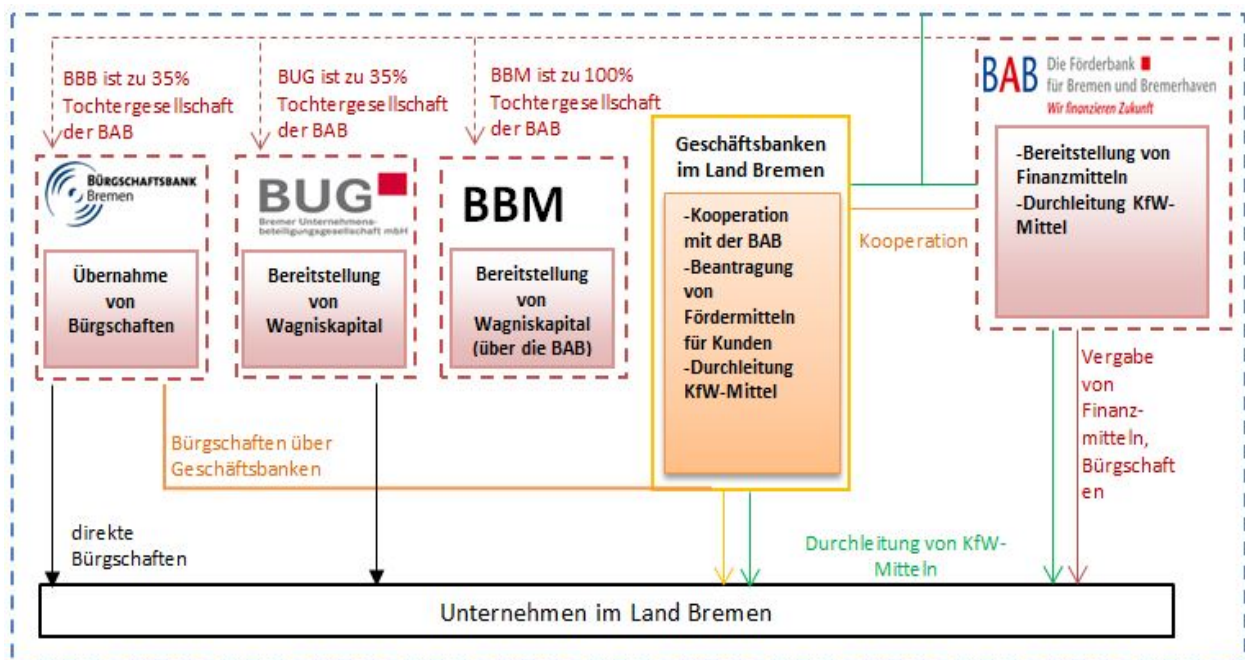 BBB ist zu 35%
Tochtergesellschaft
der BAB
BUG ist zu 35%
Tochtergesellschaft
der BAB
BBM ist zu 100%
Tochtergesellschaft
der BAB
BAB
Die Förderbank
für Bremen und Bremerhaven
Wir finanzieren Zukunft
BÜRGSCHAFTSBANK
Bremen
Übernahme
von
Bürgschaften
BUG
Bremer Unternehmens-
beteiligungsgesellschaft mbH
Bereitstellung
von
Wagniskapital
BBM
Bereitstellung
von
Wagniskapital
(über die BAB)
Geschäftsbanken
im Land Bremen
-Kooperation
mit der BAB
-Beantragung
von
Fördermitteln
für Kunden
-Durchleitung
KfW-Mittel
Kooperation
-Bereitstellung von
Finanzmitteln
-Durchleitung KfW-
Mittel
Vergabe
von
Finanz-
mitteln,
Bürgschaft
en
Bürgschaften über
Geschäftsbanken
direkte
Bürgschaften
Durchleitung von KfW-
Mitteln
Unternehmen im Land Bremen